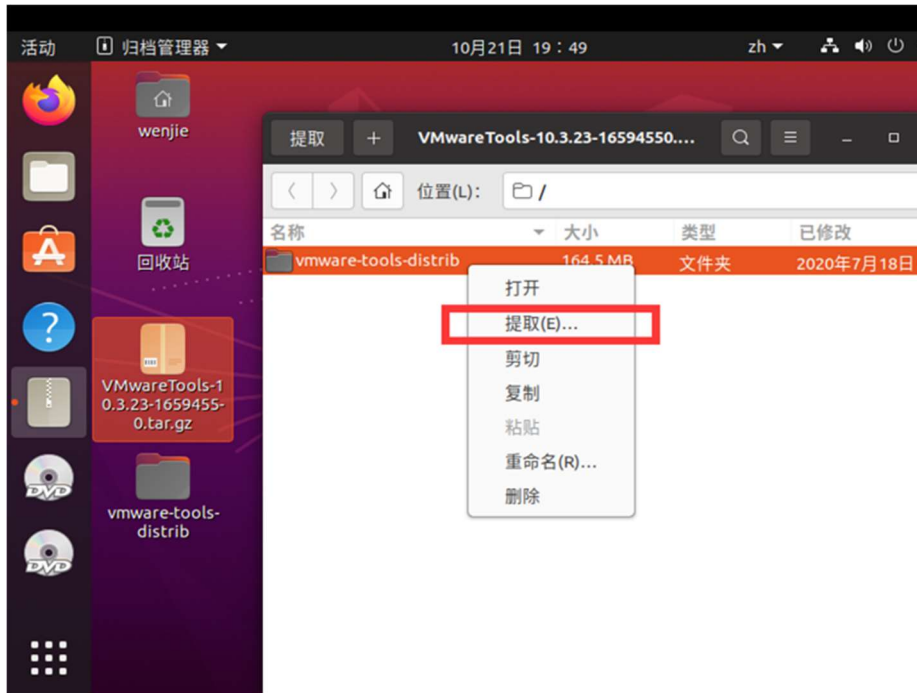 活动 归档管理器 10月21日 19：49 zh
wenjie
回收站
VMwareTools-1
0.3.23-1659455-
0.tar.gz
vmware-tools-
distrib
DVD
DVD
提取 + VMwareTools-10.3.23-16594550....
位置(L)： /
名称 大小 类型 已修改
vmware-tools-distrib 164.5 MB 文件夹 2020年7月18日
打开
提取(E)...
剪切
复制
粘贴
重命名(R)...
删除